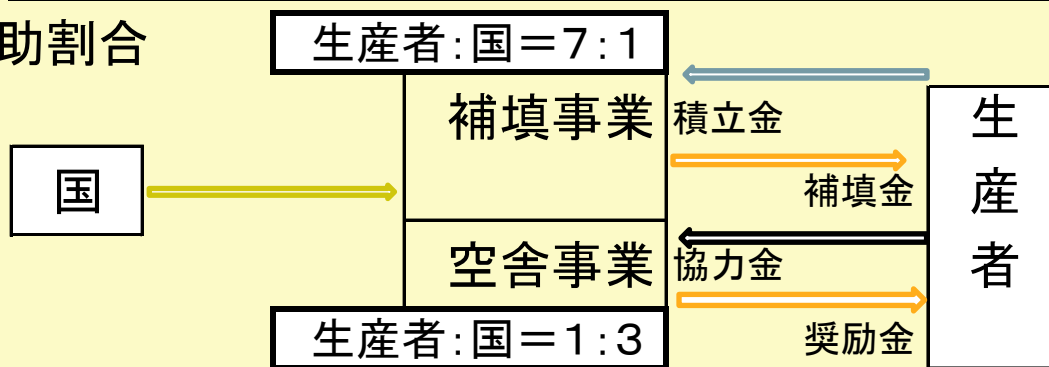 助割合
生産者:国＝7:1
補填事業
積立金
補填金
国
生産者
空舎事業
協力金
奨励金
生産者:国＝1:3